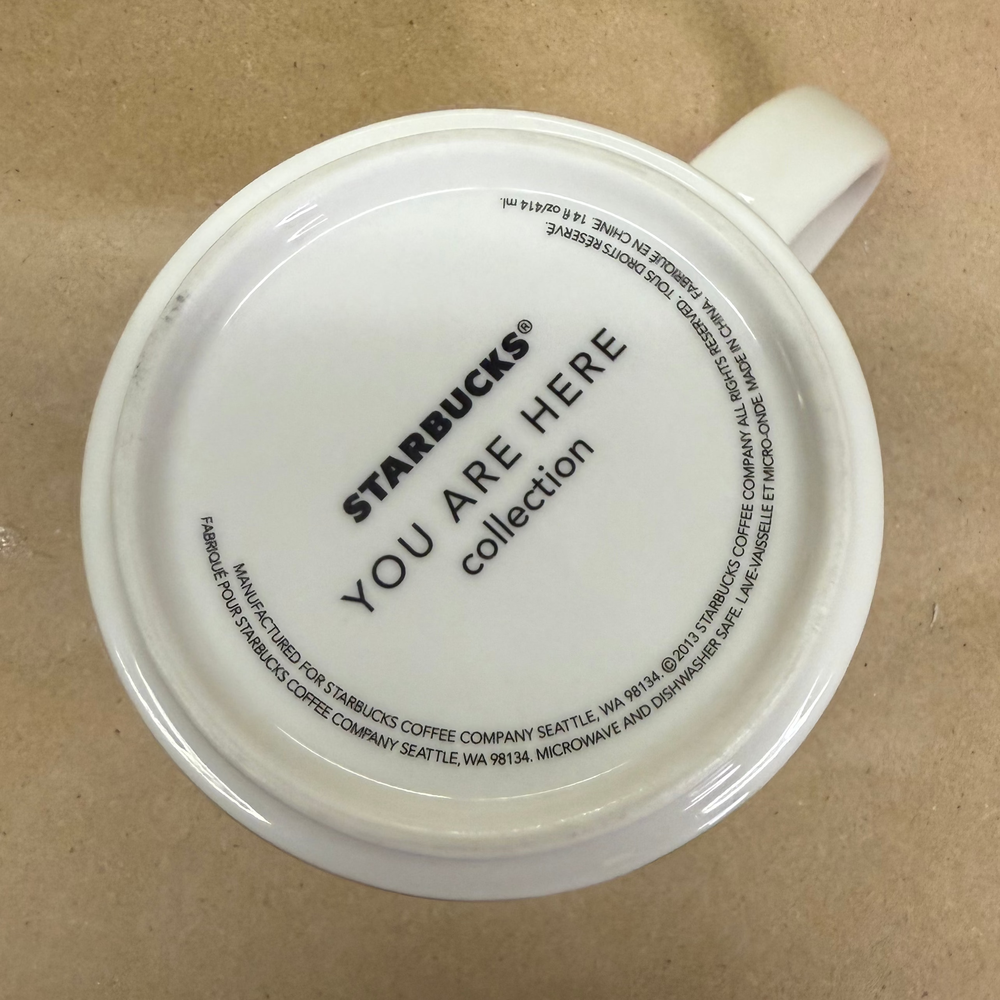 STARBUCKS®
YOU ARE HERE
collection
MANUFACTURED FOR STARBUCKS COFFEE COMPANY SEATTLE, WA 98134. ©2013 STARBUCKS COFFEE COMPANY ALL RIGHTS RESERVED. TOUS DROITS RÉSERVÉ.
FABRIQUÉ POUR STARBUCKS COFFEE COMPANY SEATTLE, WA 98134. MICROWAVE AND DISHWASHER SAFE. LAVE-VAISSELLE ET MICRO-ONDE. MADE IN CHINA. FABRIQUÉ EN CHINE. 14 fl oz/414 ml.